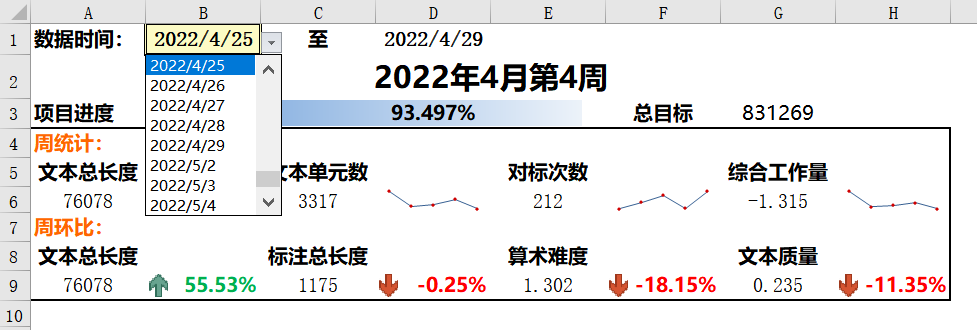 A B C D E F G H
1 数据时间: 2022/4/25 至 2022/4/29
2022/4/25
2022/4/26
2022/4/27
2022/4/28
2022/4/29
2022/5/2
2022/5/3
2022/5/4
2 2022年4月第4周
3 项目进度 93.497% 总目标 831269
4 周统计:
5 文本总长度 文本单元数 对标次数 综合工作量
6 76078 3317 212 -1.315
7 周环比:
8 文本总长度 标注总长度 算术难度 文本质量
9 76078 55.53% 1175 -0.25% 1.302 -18.15% 0.235 -11.35%
10